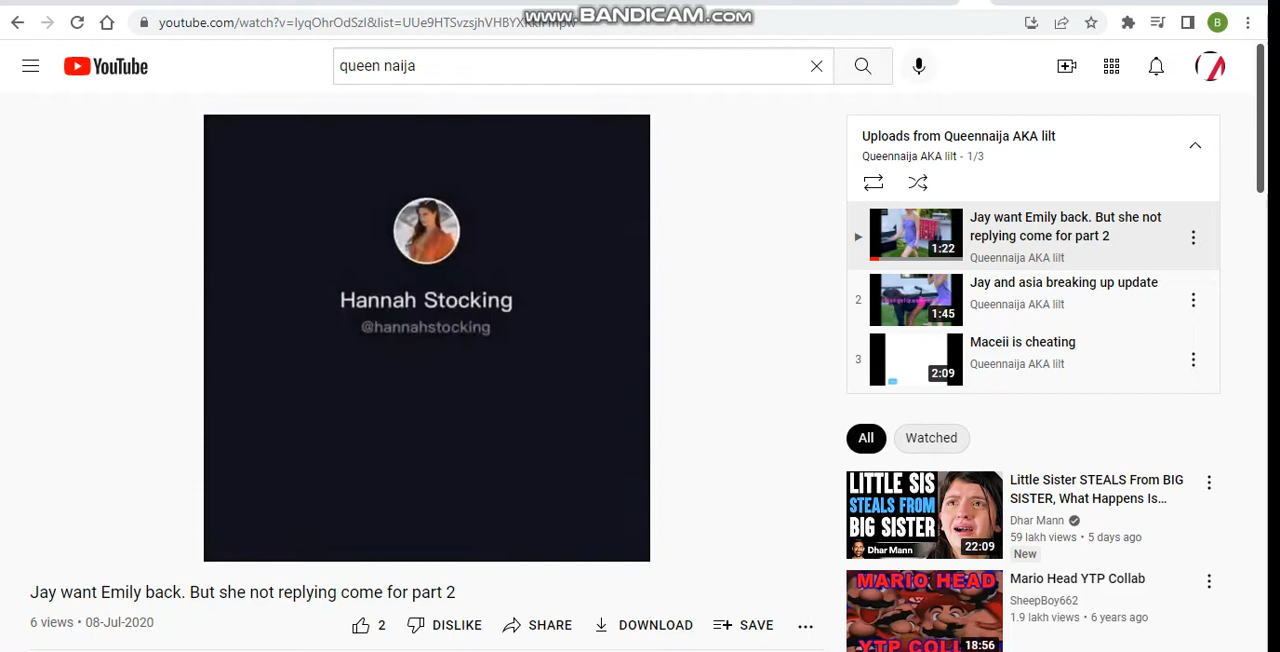 www.BANDICAM.com
YouTube
queen naija
Hannah Stocking
@hannahstocking
Jay want Emily back. But she not replying come for part 2
6 views • 08-Jul-2020
2
DISLIKE
SHARE
DOWNLOAD
SAVE
Uploads from Queennaija AKA lilt
Queennaija AKA lilt - 1/3
1:22
Jay want Emily back. But she not
replying come for part 2
Queennaija AKA lilt
2
1:45
Jay and asia breaking up update
Queennaija AKA lilt
3
2:09
Maceii is cheating
Queennaija AKA lilt
All
Watched
LITTLE SIS
STEALS FROM
BIG SISTER
Dhar Mann
22:09
Little Sister STEALS From BIG
SISTER, What Happens Is...
Dhar Mann
59 lakh views • 5 days ago
New
MARIO HEAD
YTP COLLAB
18:56
Mario Head YTP Collab
SheepBoy662
1.9 lakh views • 6 years ago
B